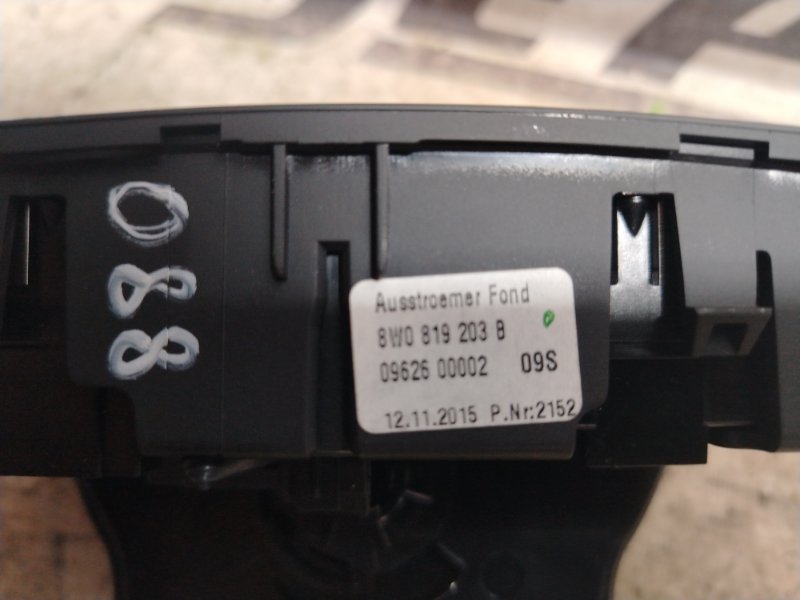 088
Ausstroemer Fond
8W0 819 203 B
09626 00002 09S
12.11.2015 P.Nr:2152